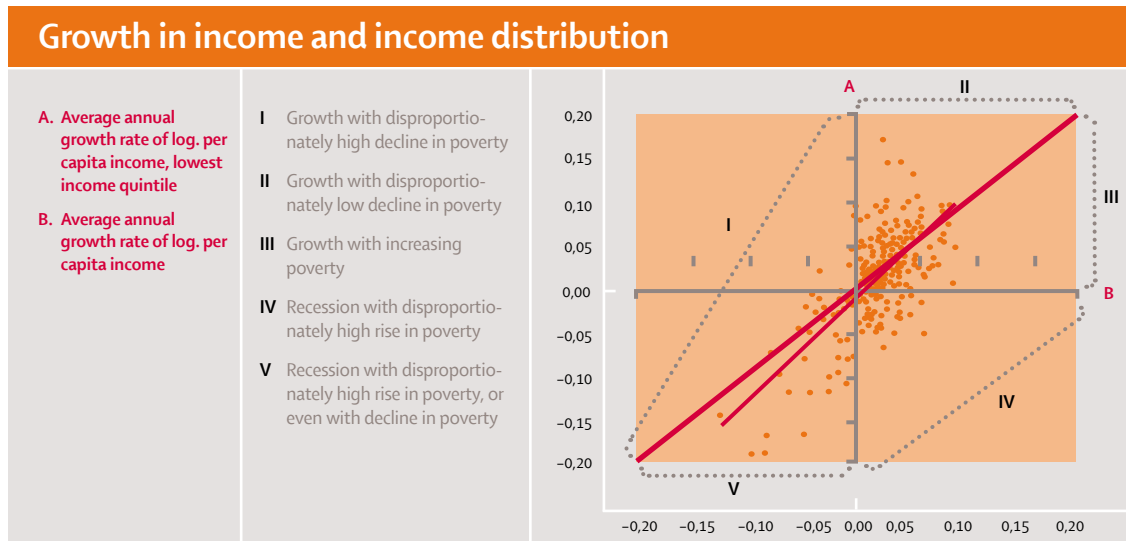 Growth in income and income distribution
A. Average annual
growth rate of log. per
capita income, lowest
income quintile
B. Average annual
growth rate of log. per
capita income
I Growth with disproportio-
nately high decline in poverty
II Growth with disproportio-
nately low decline in poverty
III Growth with increasing
poverty
IV Recession with disproportio-
nately high rise in poverty
V Recession with disproportio-
nately high rise in poverty, or
even with decline in poverty
A
II
0,20
0,15
0,10
0,05
0,00
−0,05
−0,10
−0,15
−0,20
I
III
B
IV
V
−0,20 −0,15 −0,10 −0,05 0,00 0,05 0,10 0,15 0,20